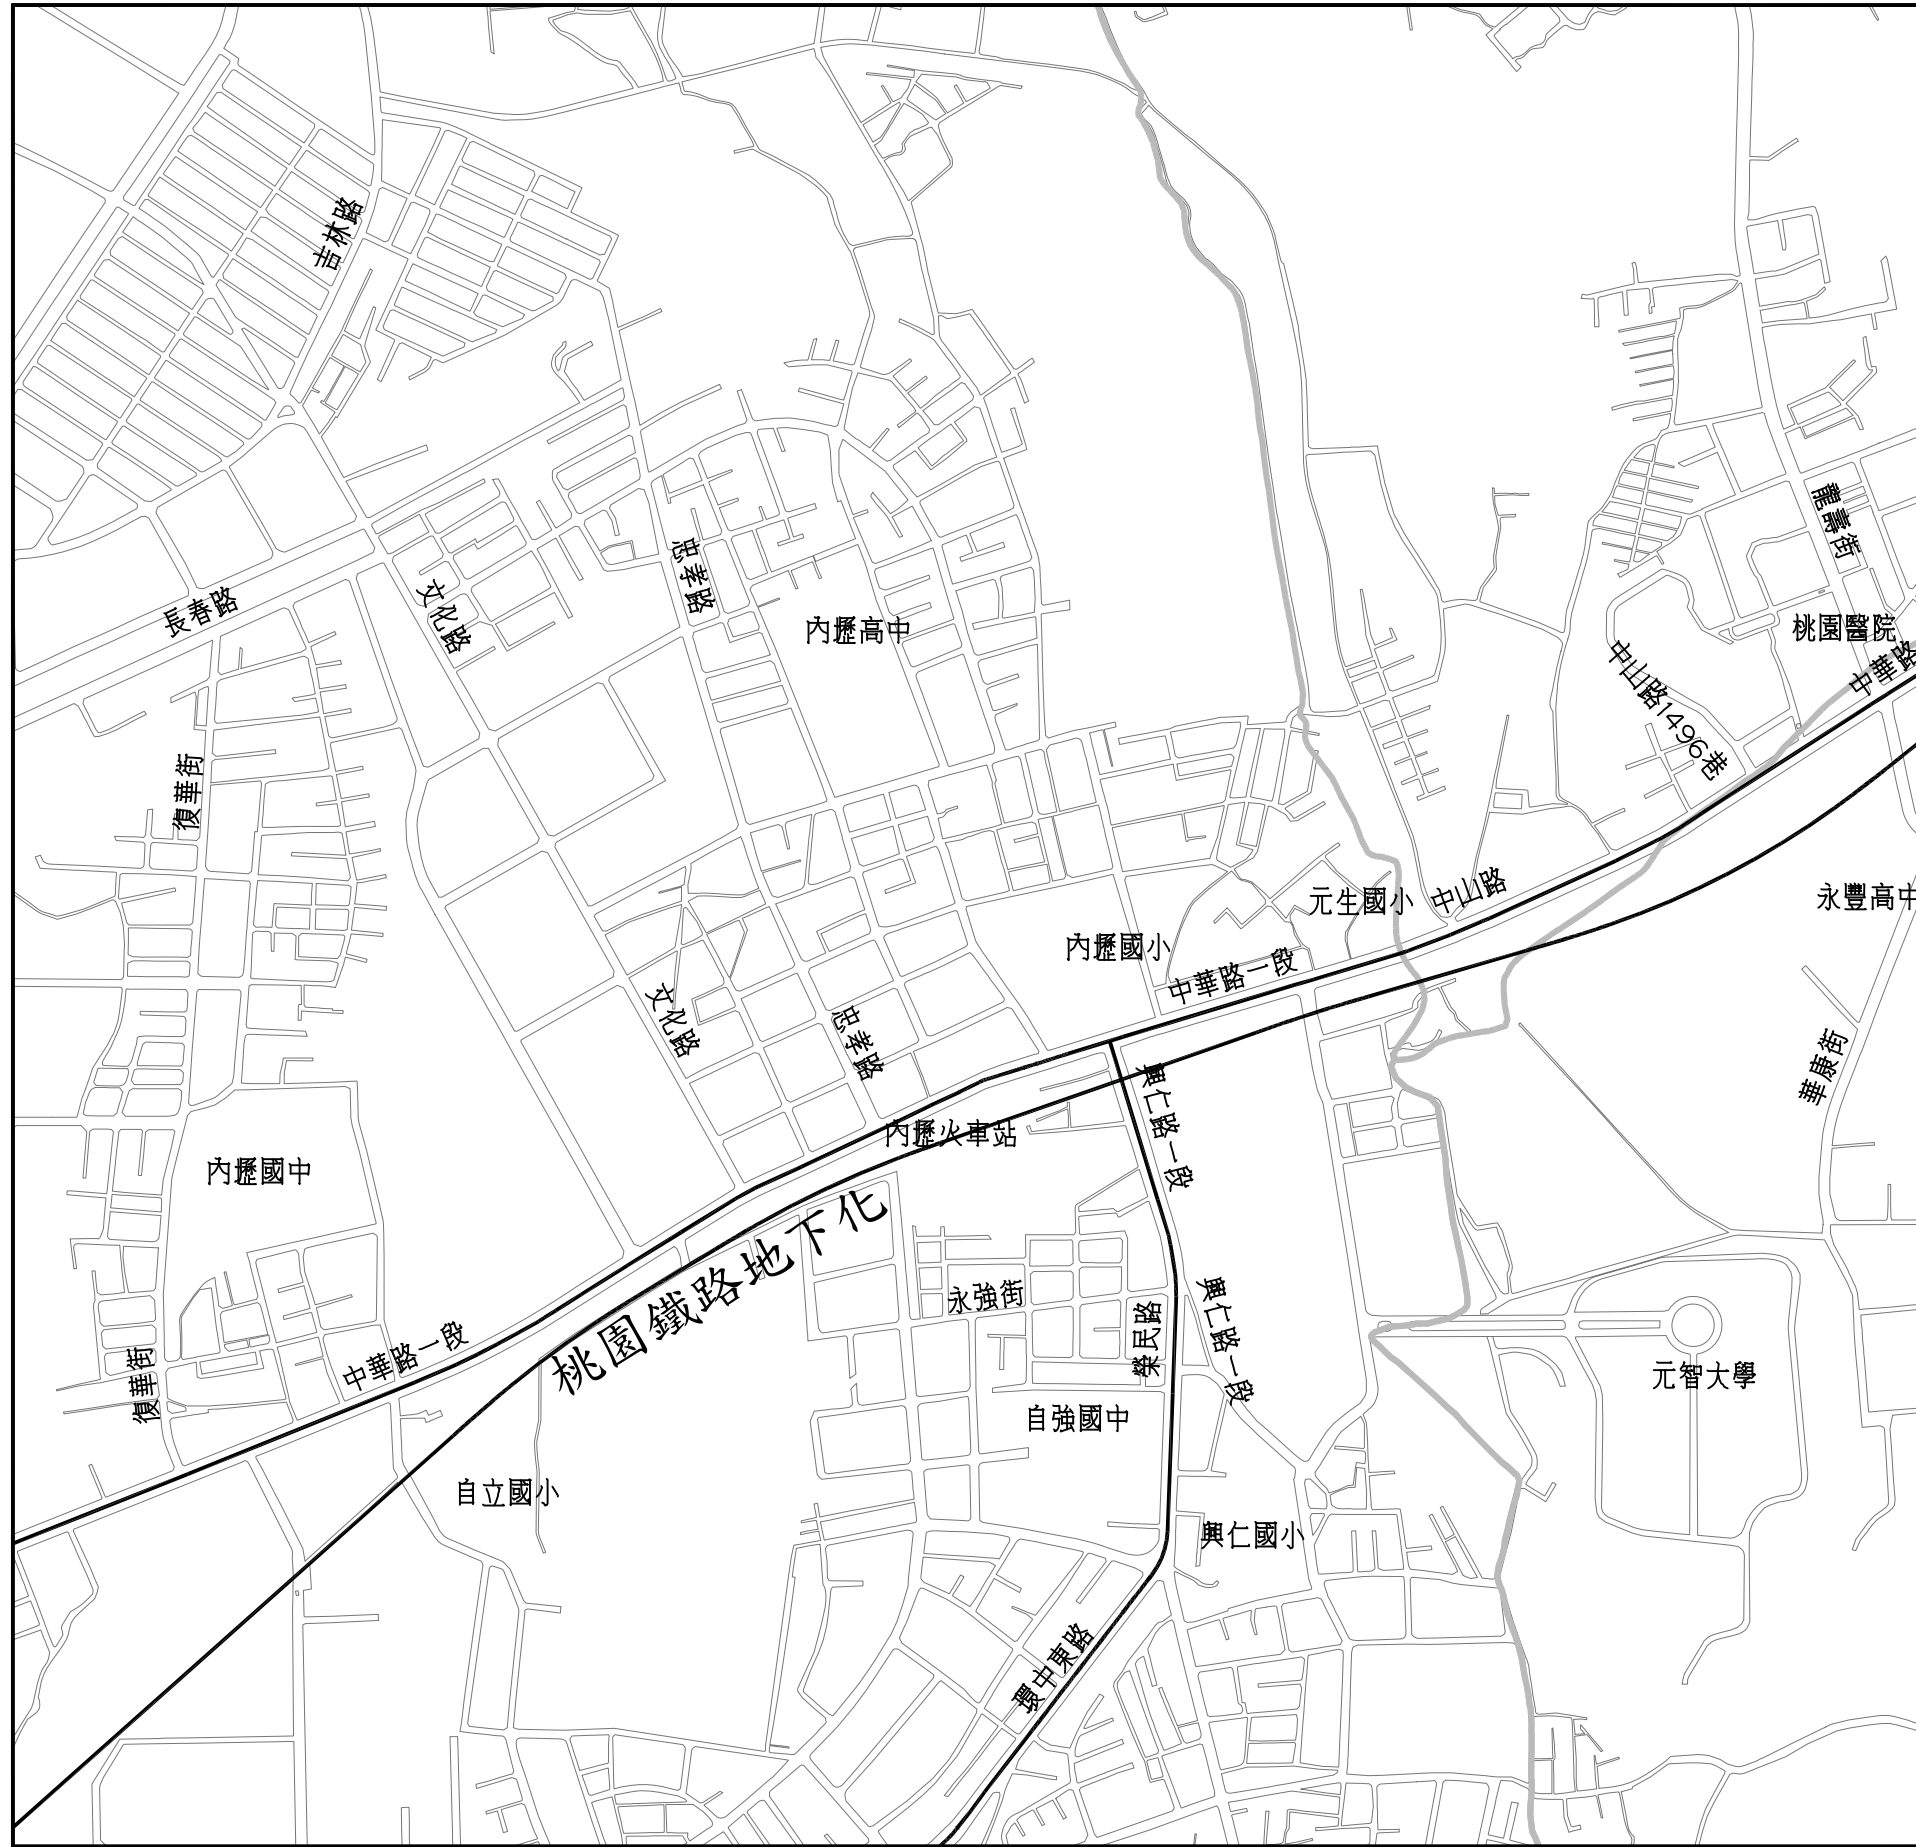 吉林路
龍壽街
忠孝路
長春路
文化路
內壢高中
桃園醫院
中華路
中山路1496巷
復華街
中山路
元生國小
永豐高中
內壢國小
中華路一段
文化路
忠孝路
華康街
興仁路一段
內壢火車站
內壢國中
桃園鐵路地下化
永強街
興仁路一段
榮民路
中華路一段
復華街
元智大學
自強國中
自立國小
興仁國小
環中東路